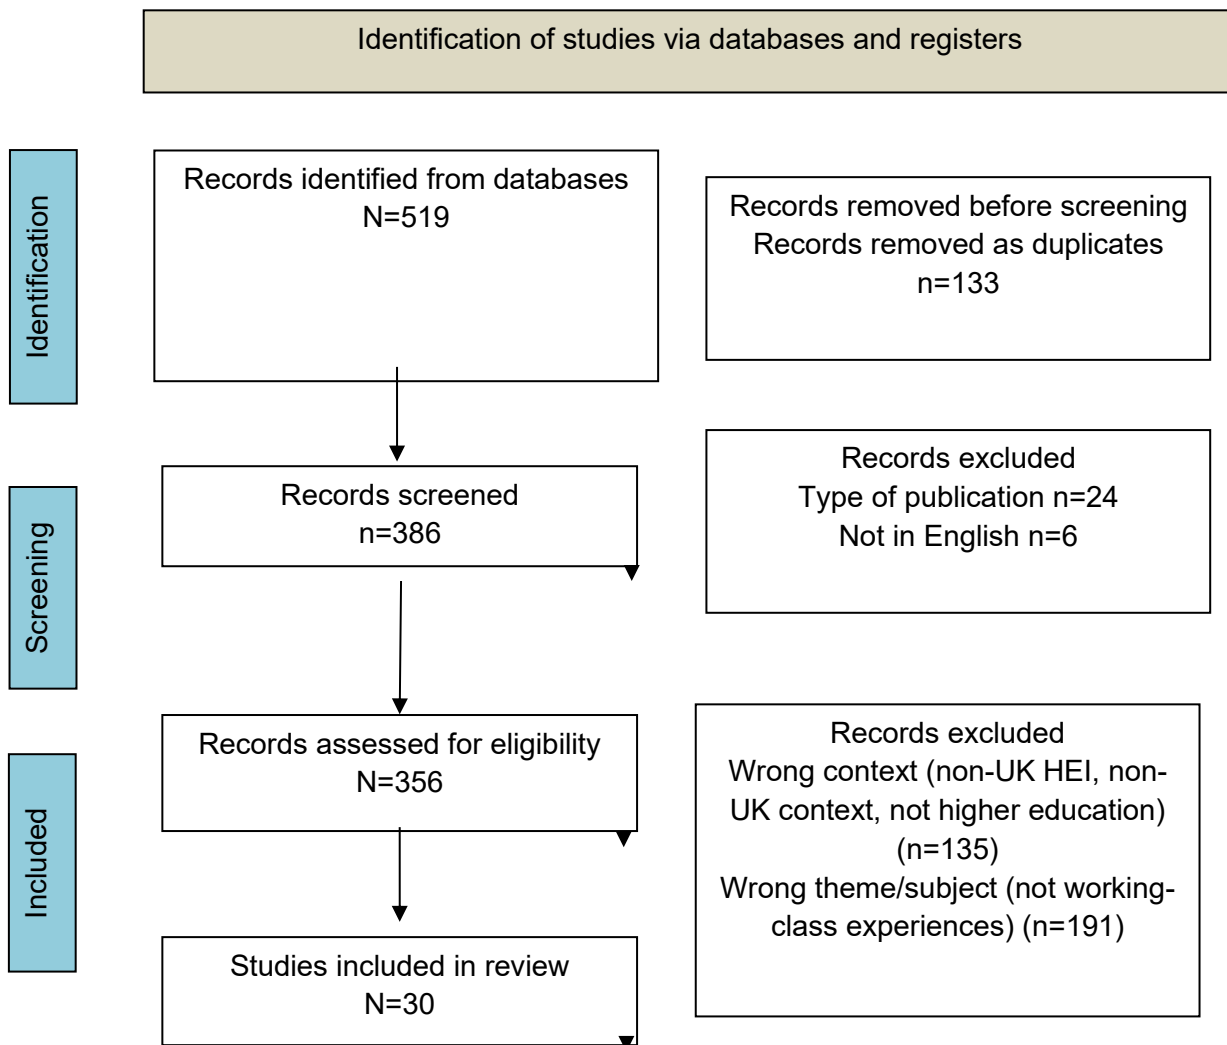 Identification of studies via databases and registers
Identification
Records identified from databases
N=519
Records removed before screening
Records removed as duplicates
n=133
Screening
Records screened
n=386
Records excluded
Type of publication n=24
Not in English n=6
Records assessed for eligibility
N=356
Records excluded
Wrong context (non-UK HEI, non-
UK context, not higher education)
(n=135)
Wrong theme/subject (not working-
class experiences) (n=191)
Included
Studies included in review
N=30